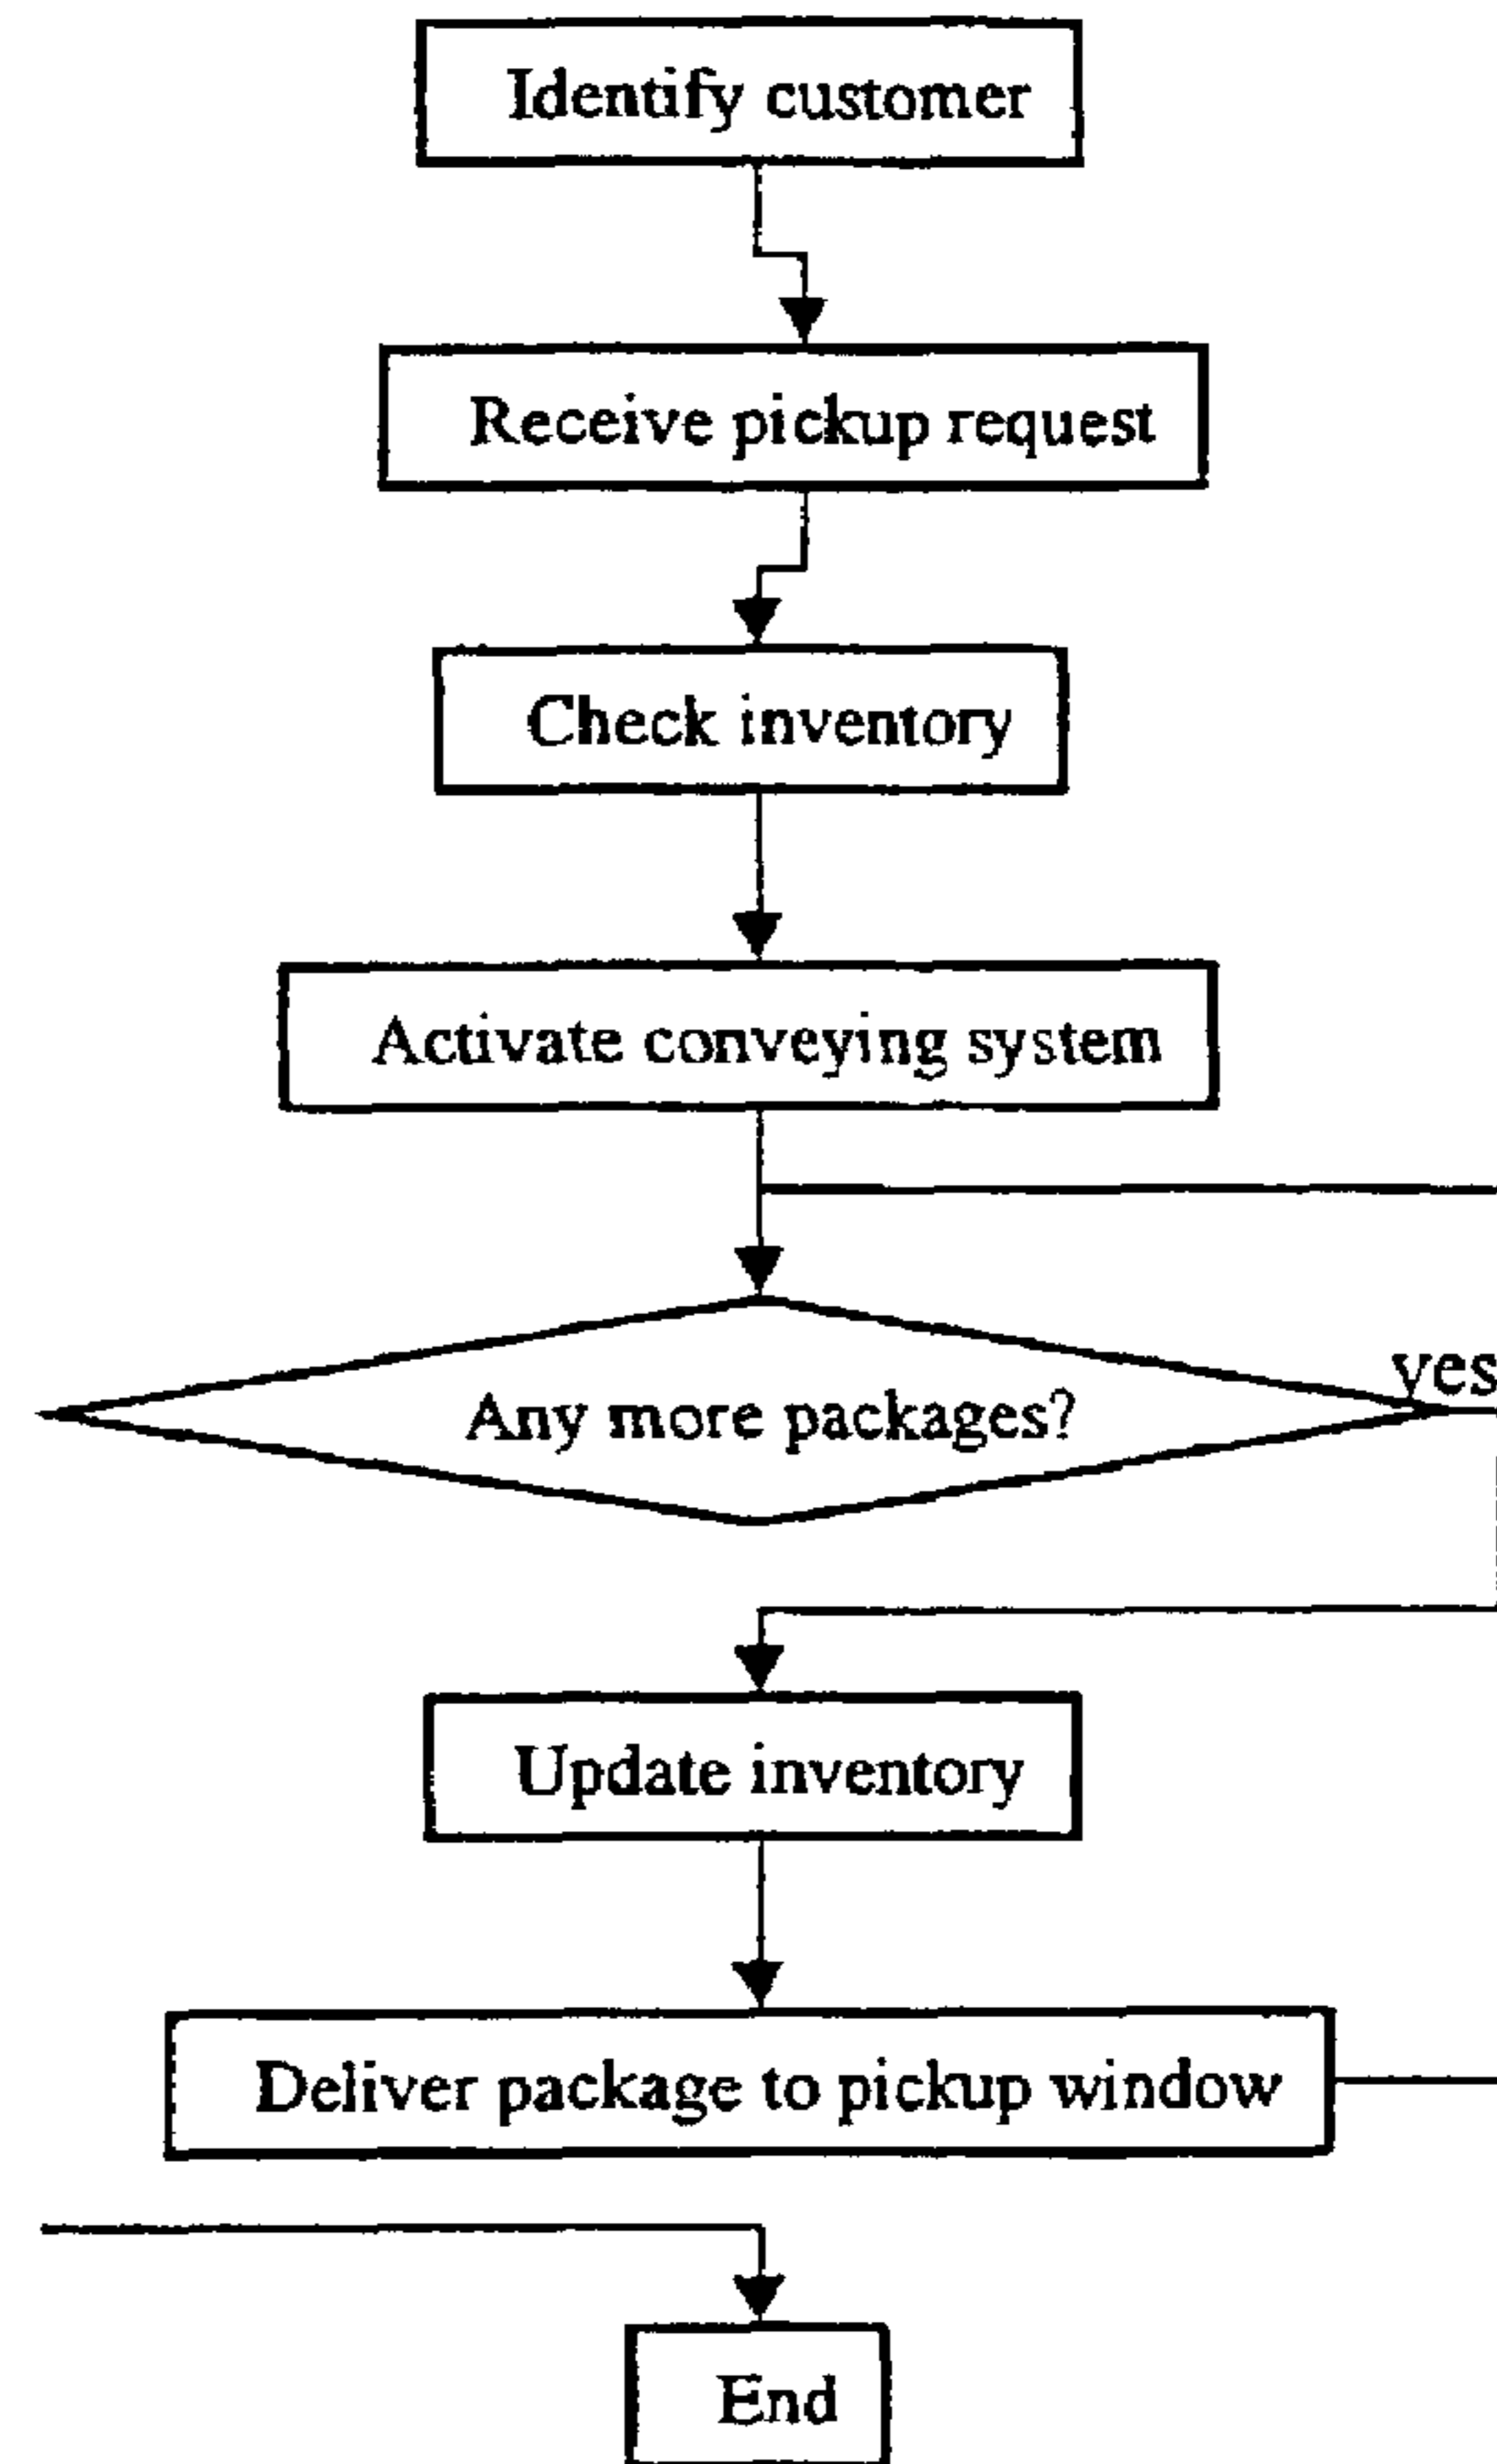 Identify customer
Receive pickup request
Check inventory
Activate conveying system
yes
Any more packages?
Update inventory
Deliver package to pickup window
End